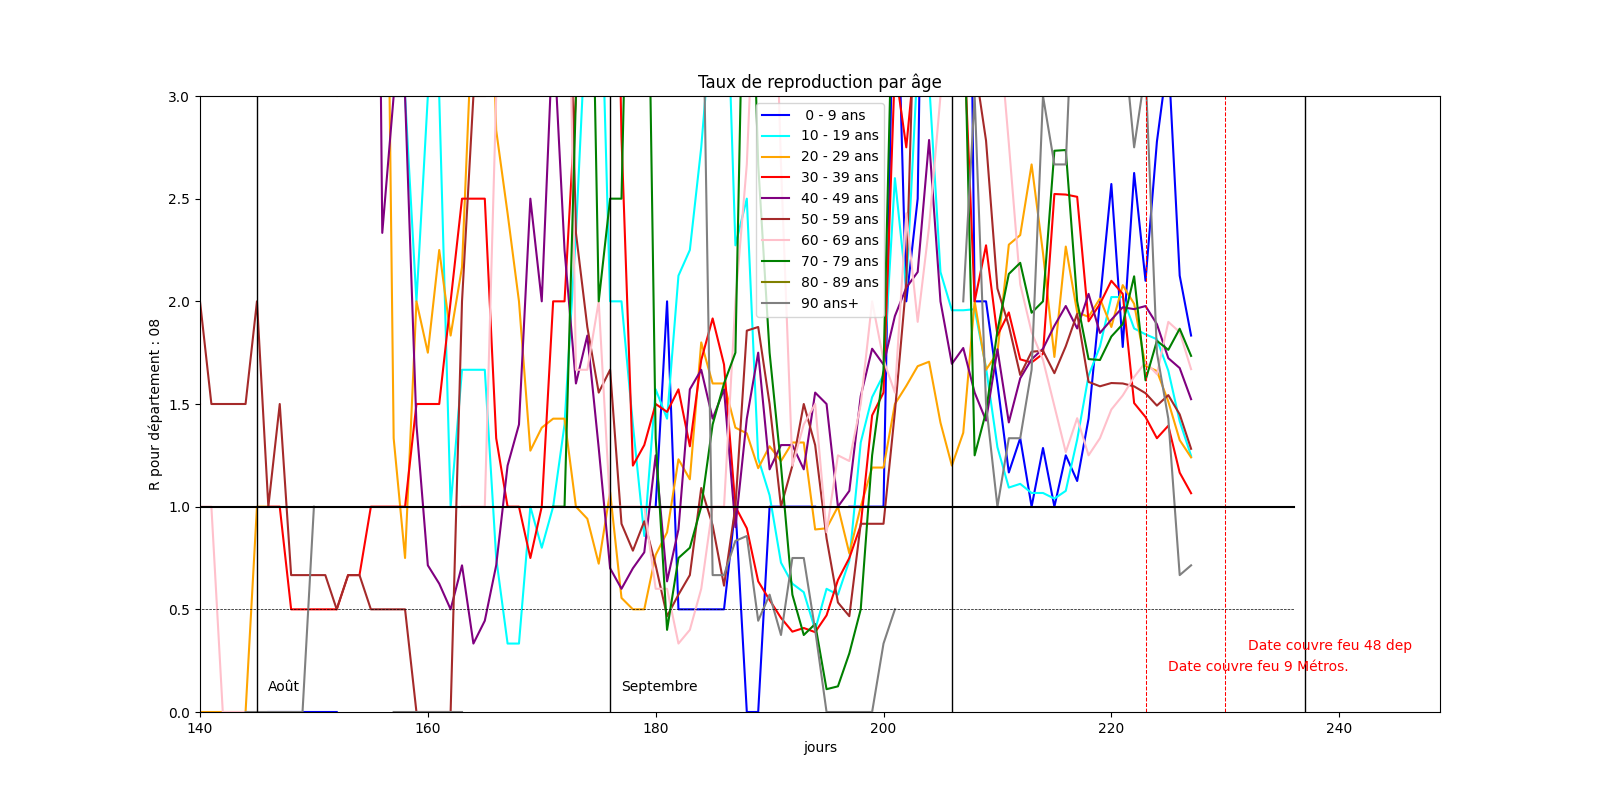 Taux de reproduction par âge
R pour département : 08
3.0
2.5
2.0
1.5
1.0
0.5
0.0
0 - 9 ans
10 - 19 ans
20 - 29 ans
30 - 39 ans
40 - 49 ans
50 - 59 ans
60 - 69 ans
70 - 79 ans
80 - 89 ans
90 ans+
Date couvre feu 48 dep
Date couvre feu 9 Métros.
Août
Septembre
140
160
180
200
220
240
jours